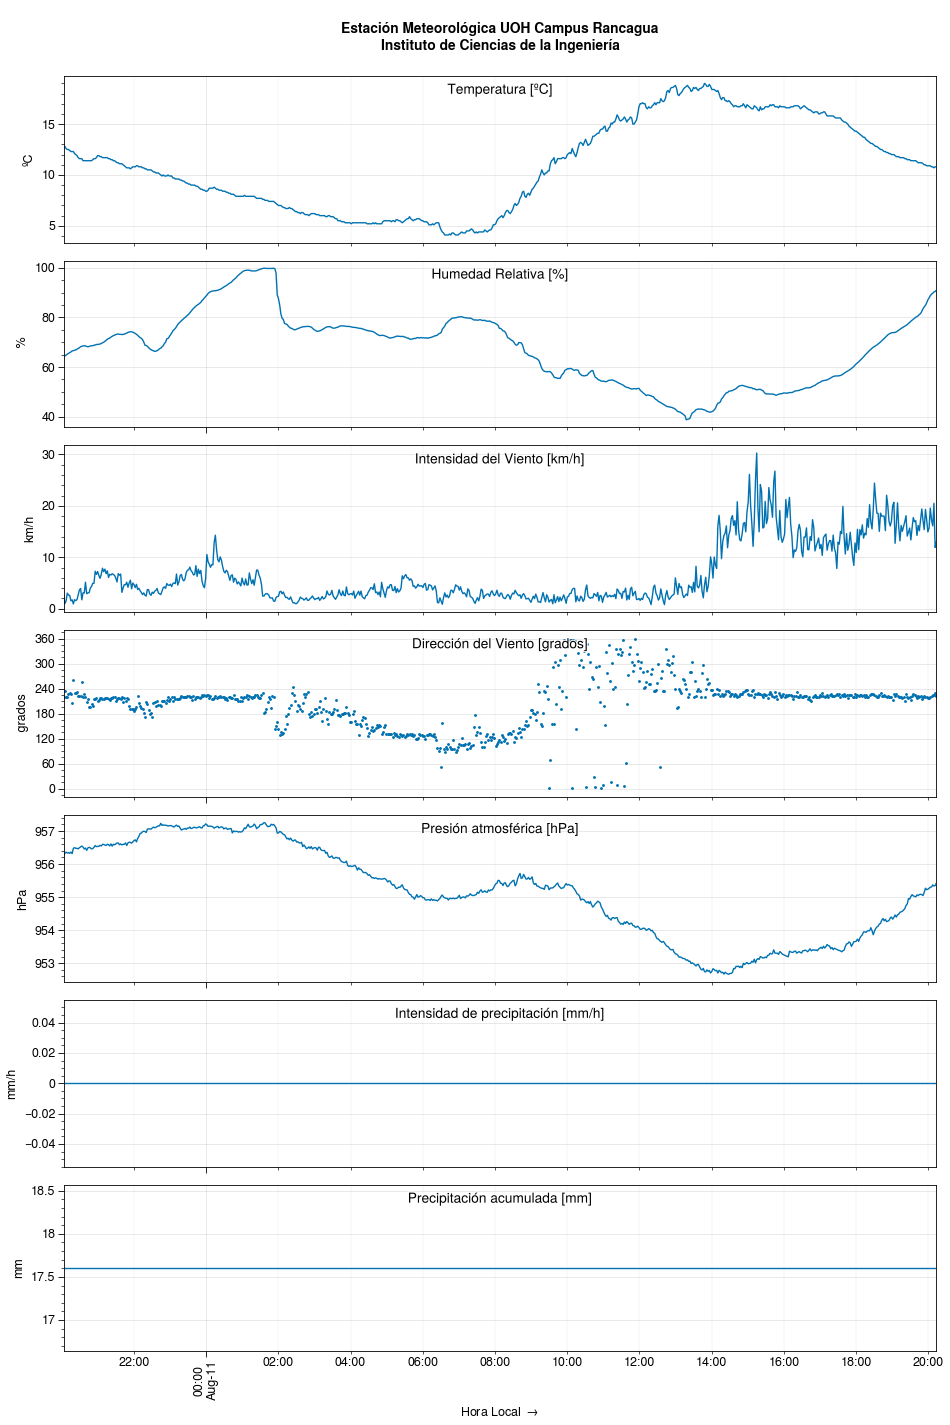 Estación Meteorológica UOH Campus Rancagua
Instituto de Ciencias de la Ingeniería
Temperatura [ºC]
15
10
5
ºC
Humedad Relativa [%]
100
80
60
40
%
Intensidad del Viento [km/h]
30
20
10
0
km/h
Dirección del Viento [grados]
360
300
240
180
120
60
0
grados
Presión atmosférica [hPa]
957
956
955
954
953
hPa
Intensidad de precipitación [mm/h]
0.04
0.02
0
−0.02
−0.04
mm/h
Precipitación acumulada [mm]
18.5
18
17.5
17
mm
22:00
00:00
Aug-11
02:00
04:00
06:00
08:00
10:00
12:00
14:00
16:00
18:00
20:00
Hora Local →